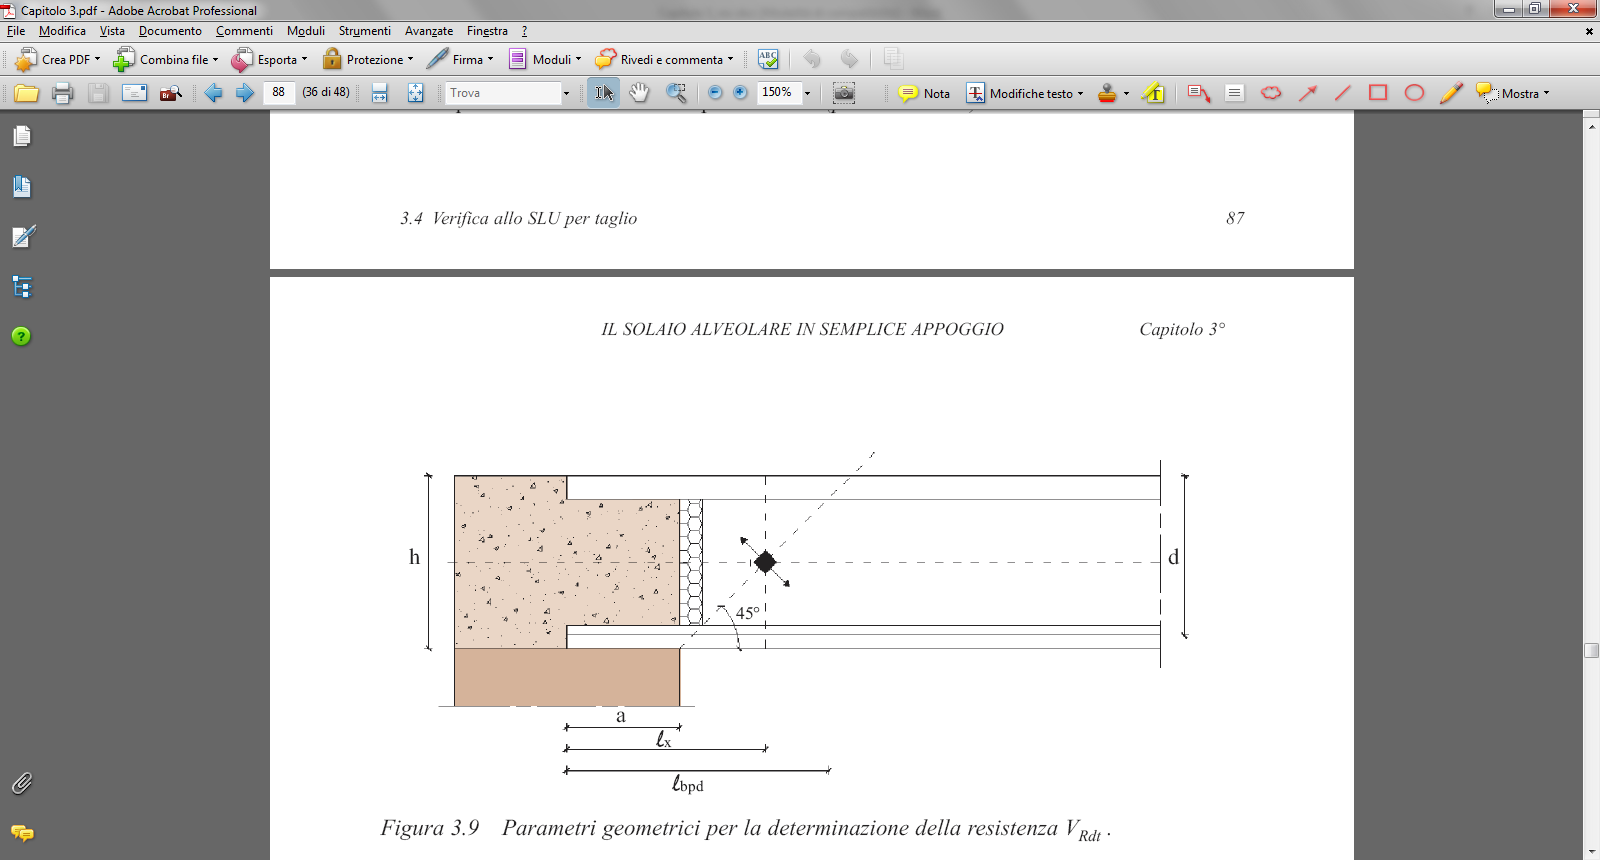 Capitolo 3.pdf - Adobe Acrobat Professional
File Modifica Vista Documento Commenti Moduli Strumenti Avanzate Finestra ?
Crea PDF Combina file Esporta Protezione Firma Moduli Rivedi e commenta
88 (36 di 48) Trova 150% Nota Modifiche testo Mostra
3.4 Verifica allo SLU per taglio 87
IL SOLAIO ALVEOLARE IN SEMPLICE APPOGGIO Capitolo 3°
h
d
45°
a
ℓx
ℓbpd
Figura 3.9 Parametri geometrici per la determinazione della resistenza VRdt .